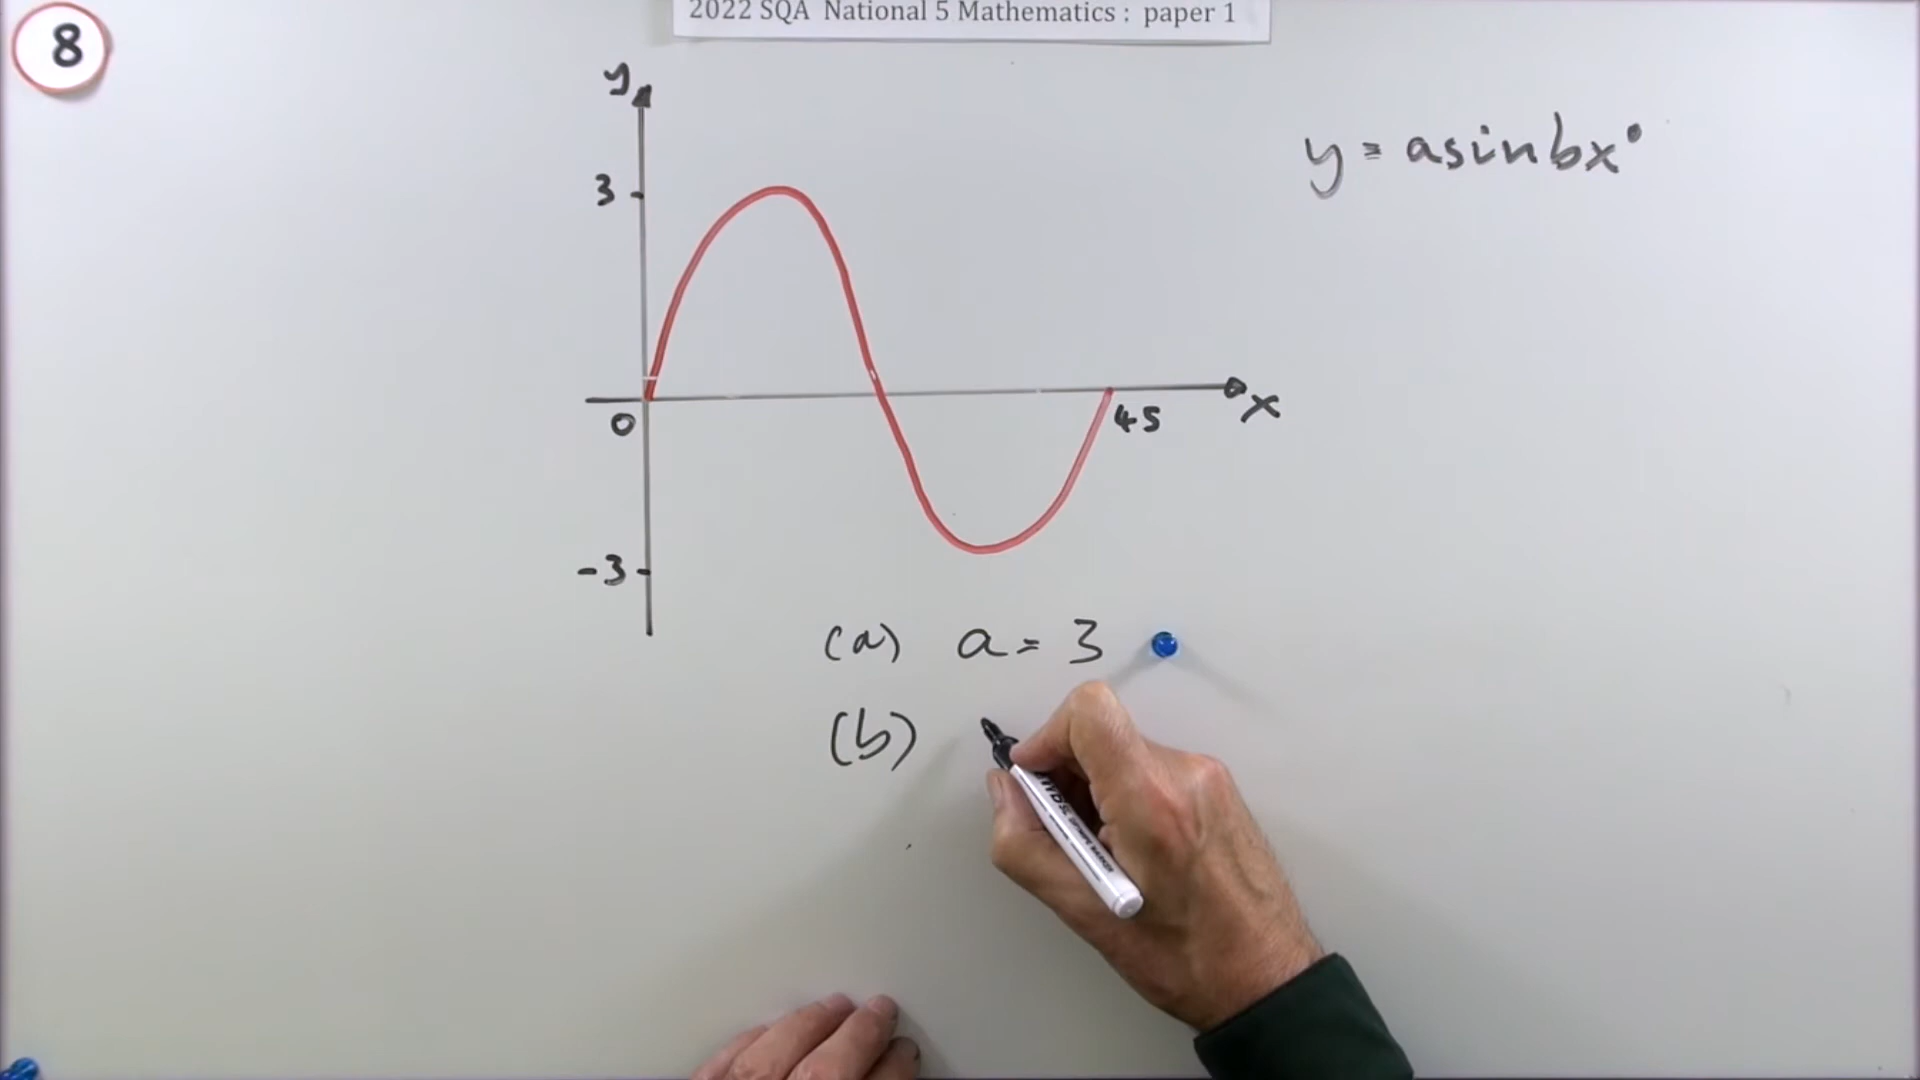 8
2022 SQA National 5 Mathematics : paper 1
y
y = asinbx°
3
0
45
x
-3
(a) a = 3
(b)